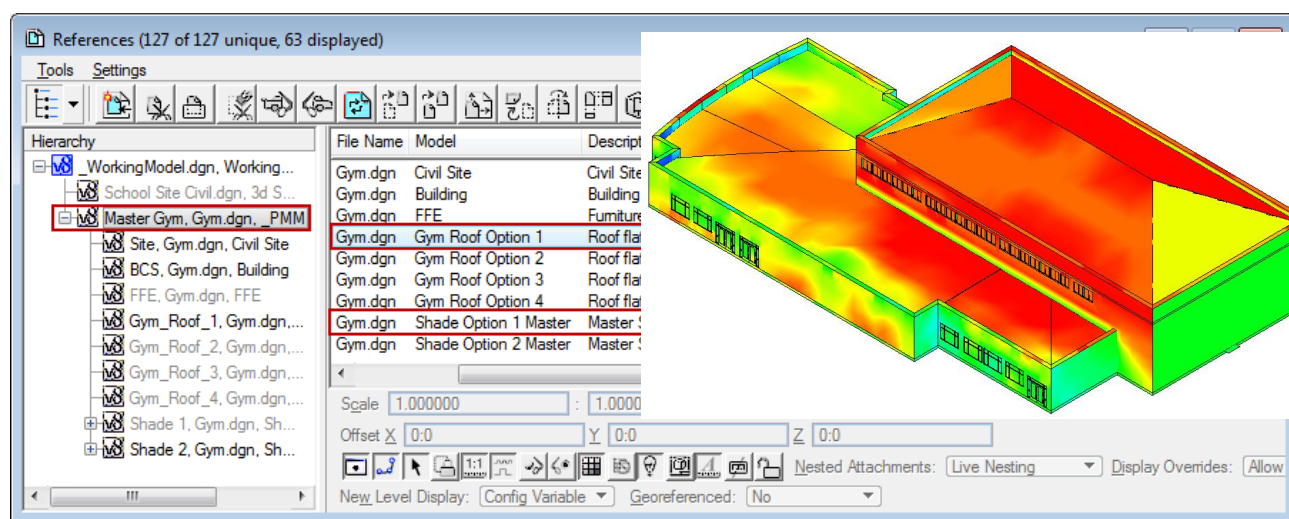 References (127 of 127 unique, 63 displayed)
Tools Settings
Hierarchy
_WorkingModel.dgn, Working...
School Site Civil.dgn, 3d S...
Master Gym, Gym.dgn, _PMM
Site, Gym.dgn, Civil Site
BCS, Gym.dgn, Building
FFE, Gym.dgn, FFE
Gym_Roof_1, Gym.dgn,...
Gym_Roof_2, Gym.dgn,...
Gym_Roof_3, Gym.dgn,...
Gym_Roof_4, Gym.dgn,...
Shade 1, Gym.dgn, Sh...
Shade 2, Gym.dgn, Sh...
File Name Model Descript
Gym.dgn Civil Site Civil Site
Gym.dgn Building Building
Gym.dgn FFE Furniture
Gym.dgn Gym Roof Option 1 Roof flat
Gym.dgn Gym Roof Option 2 Roof flat
Gym.dgn Gym Roof Option 3 Roof flat
Gym.dgn Gym Roof Option 4 Roof flat
Gym.dgn Shade Option 1 Master Master S
Gym.dgn Shade Option 2 Master Master S
Scale 1.000000 : 1.0000
Offset X 0:0 Y 0:0 Z 0:0
1:1 Nested Attachments: Live Nesting Display Overrides: Allow
New Level Display: Config Variable Georeferenced: No